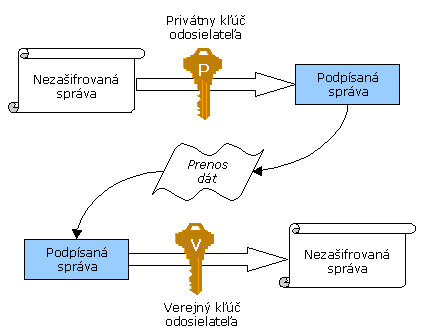 Privátny kľúč
odosielateľa
Nezašifrovaná
správa
P
Podpísaná
správa
Prenos
dát
Podpísaná
správa
V
Nezašifrovaná
správa
Verejný kľúč
odosielateľa